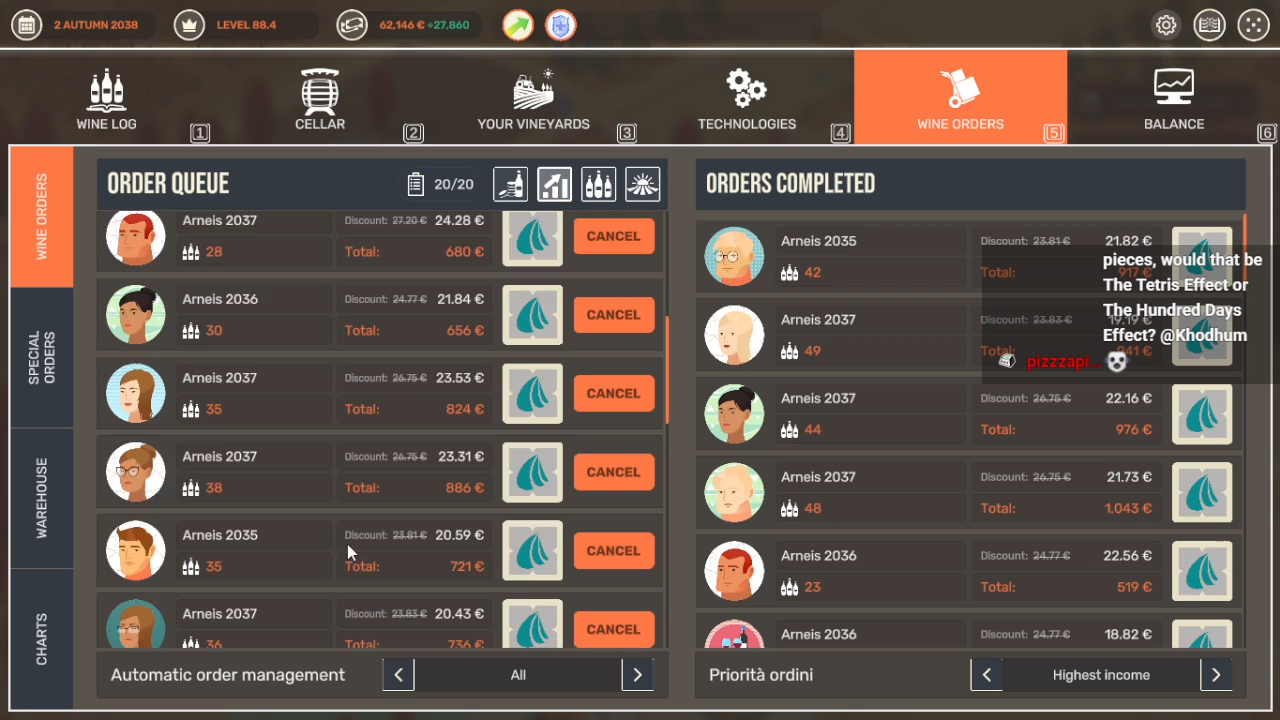 2 AUTUMN 2038
LEVEL 88.4
62,146 € +27,860
WINE LOG
1
CELLAR
2
YOUR VINEYARDS
3
TECHNOLOGIES
4
WINE ORDERS
5
BALANCE
6
WINE ORDERS
SPECIAL ORDERS
WAREHOUSE
CHARTS
ORDER QUEUE
20/20
Arneis 2037
Discount: 27.20 € 24.28 €
28
Total: 680 €
CANCEL
Arneis 2036
Discount: 24.77 € 21.84 €
30
Total: 656 €
CANCEL
Arneis 2037
Discount: 26.75 € 23.53 €
35
Total: 824 €
CANCEL
Arneis 2037
Discount: 26.75 € 23.31 €
38
Total: 886 €
CANCEL
Arneis 2035
Discount: 23.81 € 20.59 €
35
Total: 721 €
CANCEL
Arneis 2037
Discount: 23.83 € 20.43 €
36
Total: 736 €
CANCEL
Automatic order management
All
ORDERS COMPLETED
Arneis 2035
Discount: 23.81 € 21.82 €
42
Total: 917 €
Arneis 2037
Discount: 23.83 € 19.19 €
49
Total: 941 €
Arneis 2037
Discount: 26.75 € 22.16 €
44
Total: 976 €
Arneis 2037
Discount: 26.75 € 21.73 €
48
Total: 1.043 €
Arneis 2036
Discount: 24.77 € 22.56 €
23
Total: 519 €
Arneis 2036
Discount: 24.77 € 18.82 €
pieces, would that be
The Tetris Effect or
The Hundred Days
Effect? @Khodhum
pizzzapi...
Priorità ordini
Highest income